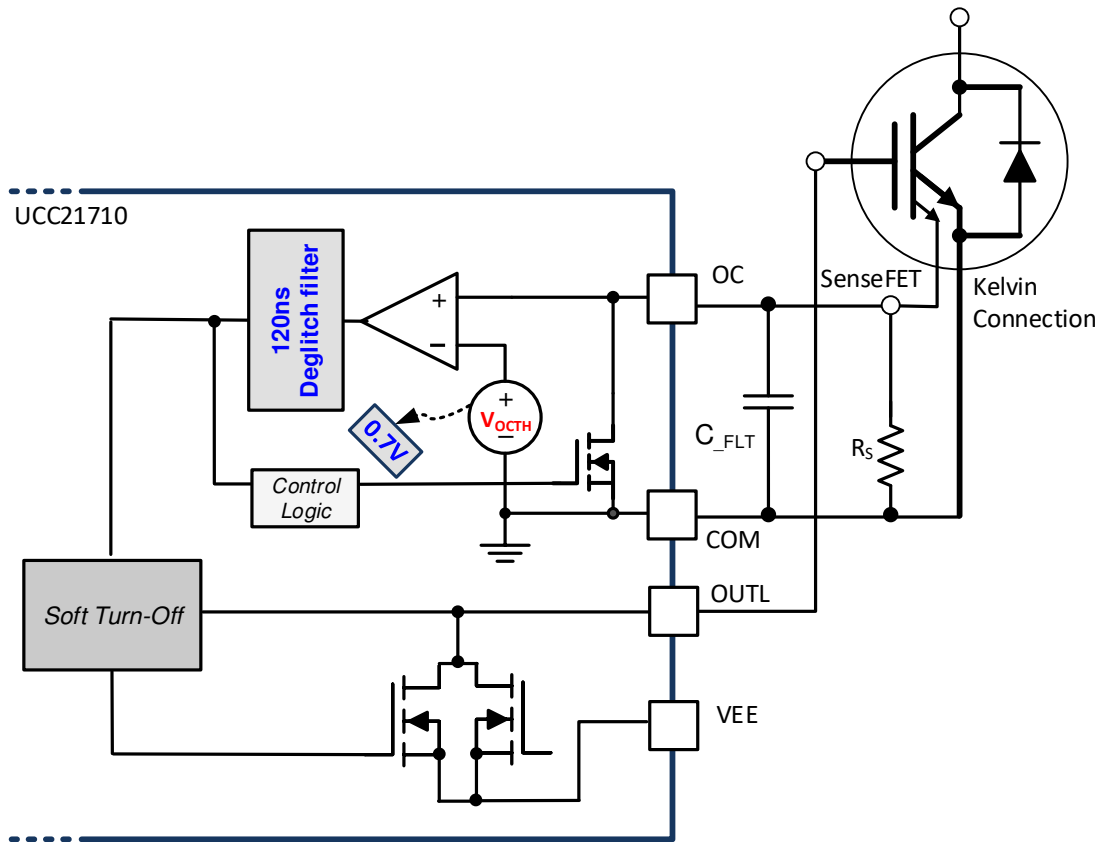 UCC21710
120ns
Deglitch filter
+
−
+
VOCTH
−
0.7V
Control
Logic
Soft Turn-Off
OC
SenseFET
Kelvin
Connection
C_FLT
RS
COM
OUTL
VEE